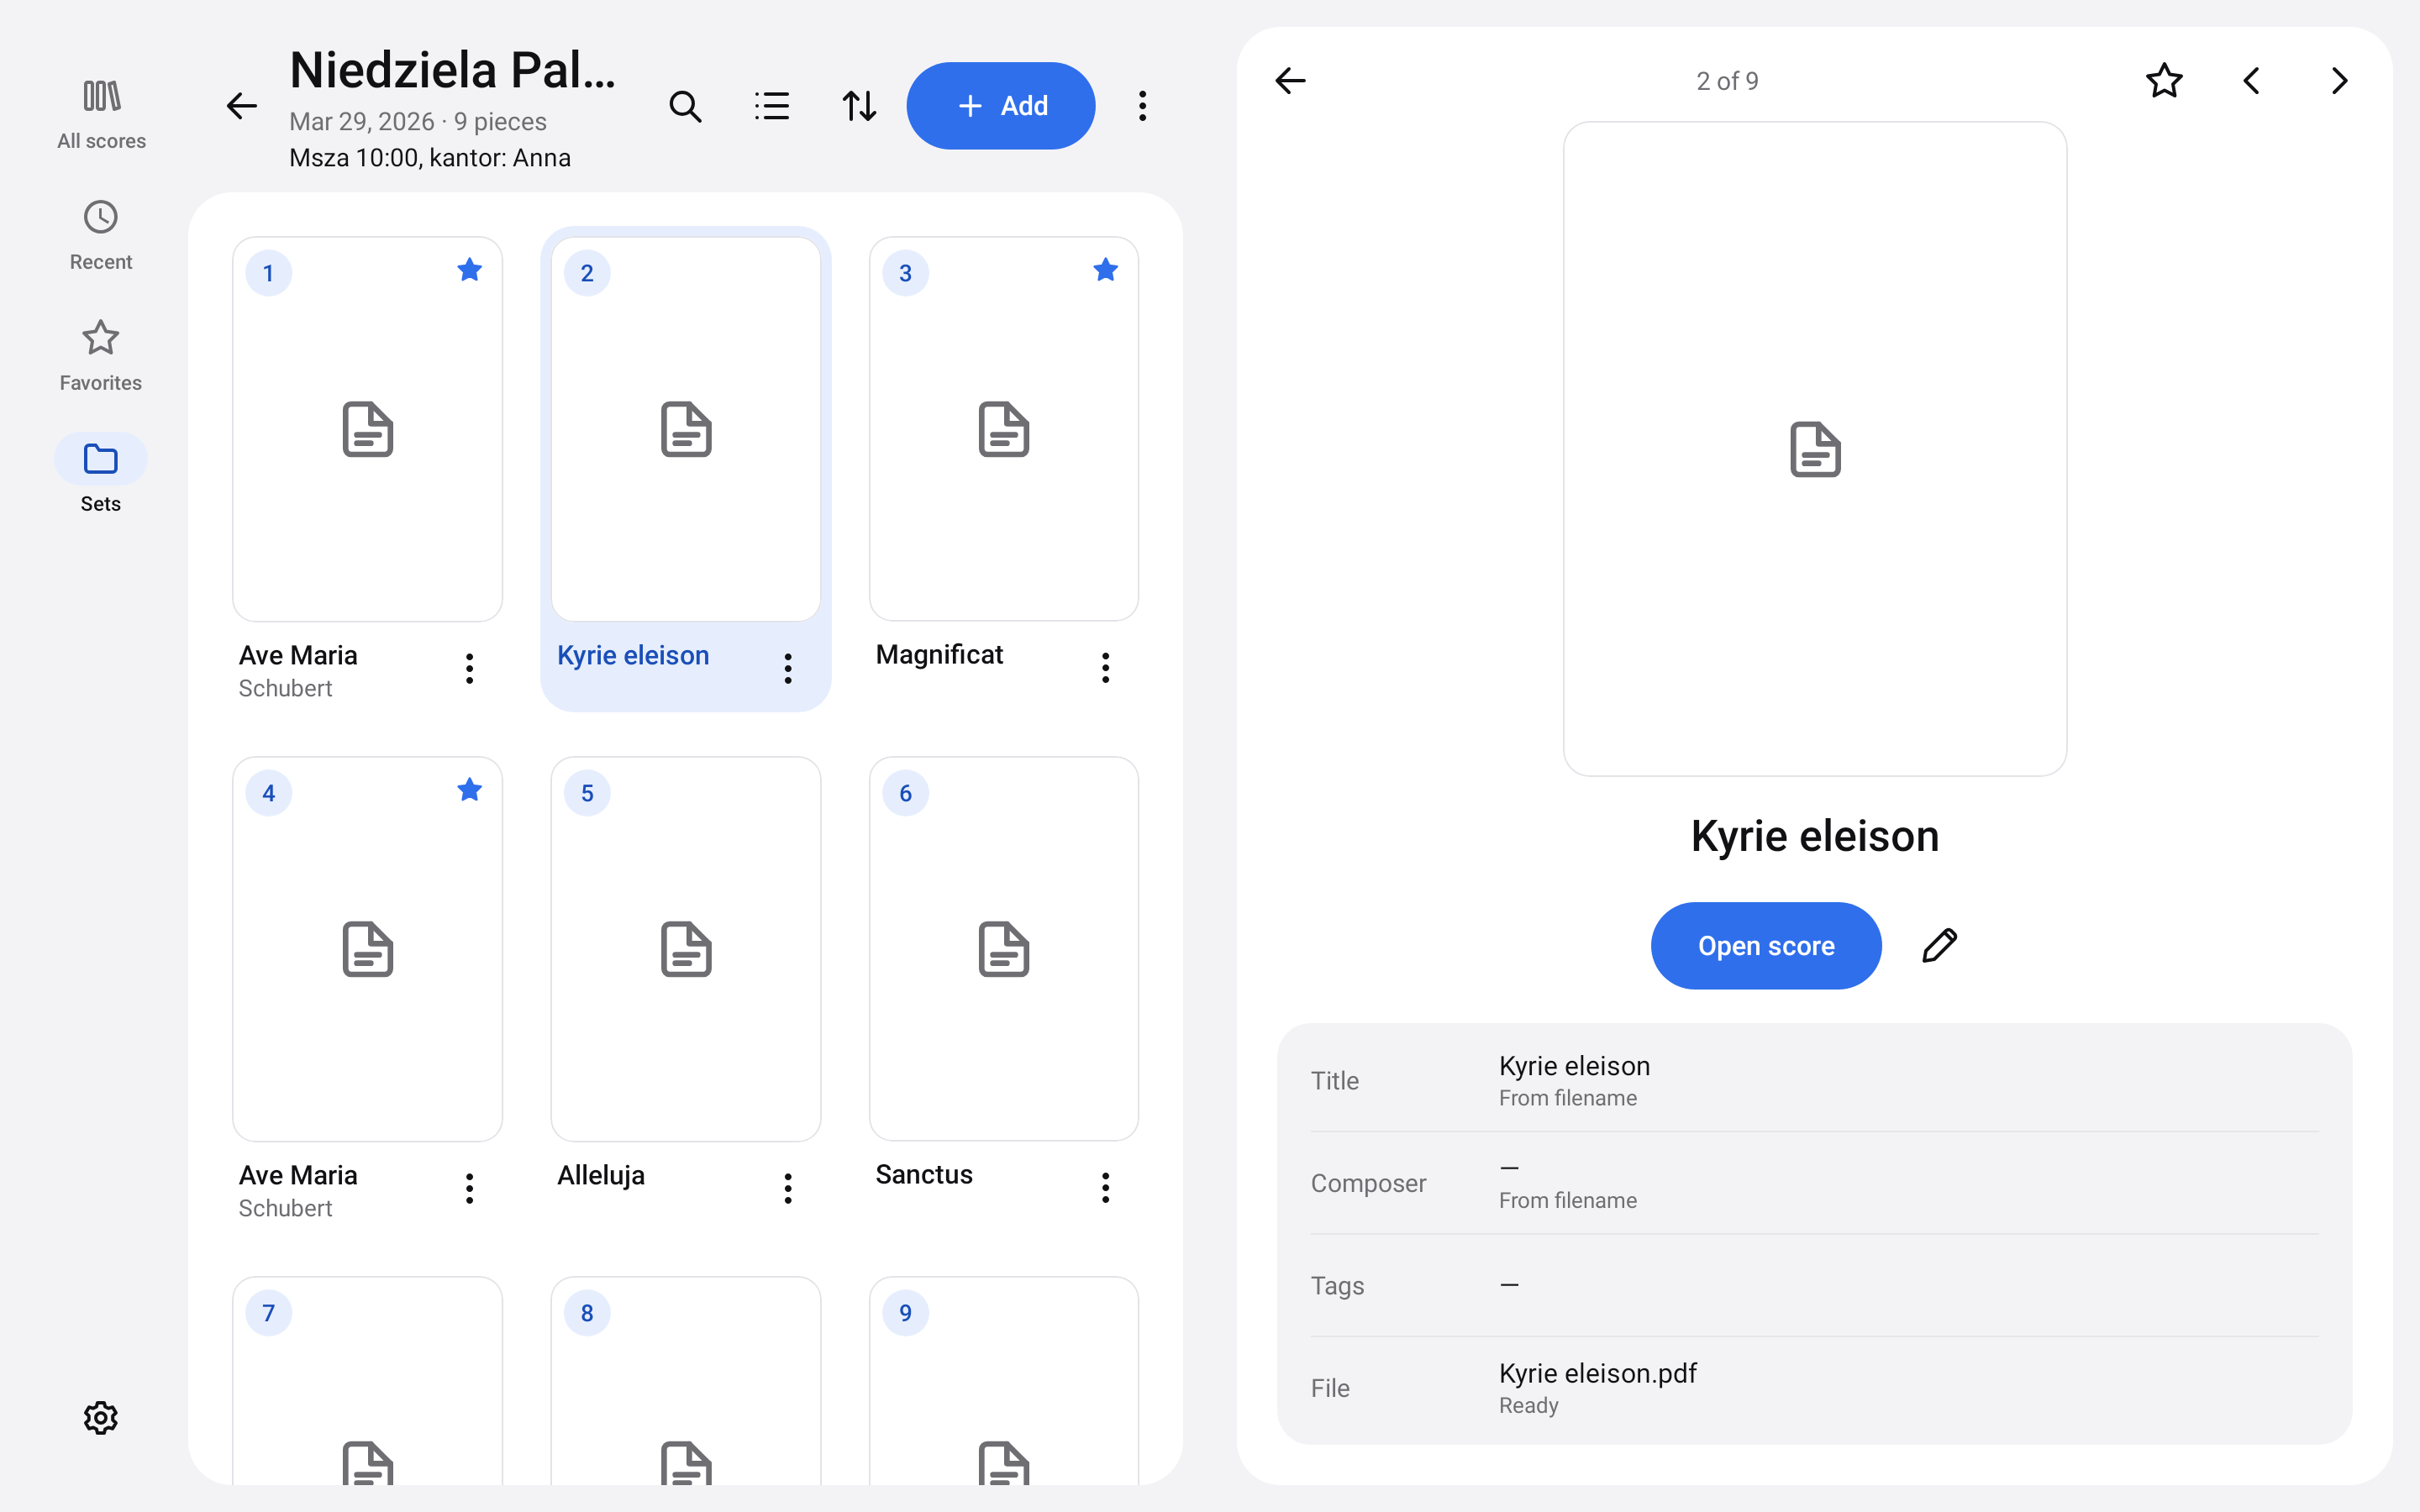 All scores
Recent
Favorites
Sets
Niedziela Pal...
Mar 29, 2026 · 9 pieces
Msza 10:00, kantor: Anna
+ Add
1
2
3
Ave Maria
Schubert
Kyrie eleison
Magnificat
4
5
6
Ave Maria
Schubert
Alleluja
Sanctus
7
8
9
2 of 9
Kyrie eleison
Open score
Title
Kyrie eleison
From filename
Composer
—
From filename
Tags
—
File
Kyrie eleison.pdf
Ready